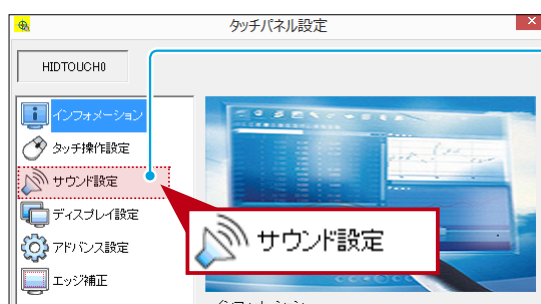 タッチパネル設定
HIDTOUCH0
インフォメーション
タッチ操作設定
サウンド設定
ディスプレイ設定
アドバンス設定
エッジ補正
サウンド設定